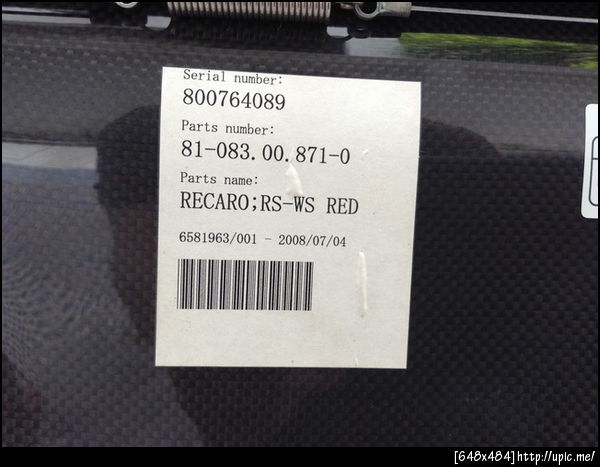 Serial number:
800764089
Parts number:
81-083.00.871-0
Parts name:
RECARO;RS-WS RED
6581963/001 - 2008/07/04
[648x484]http://upic.me/